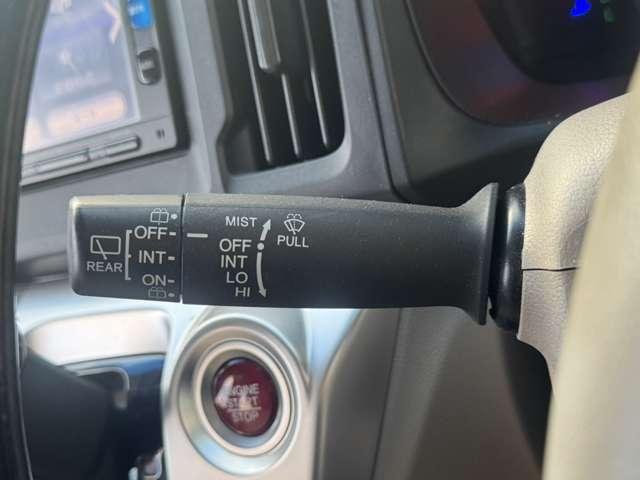 MIST
OFF
INT
LO
HI
PULL
OFF
INT
ON
REAR
ENGINE
START
STOP